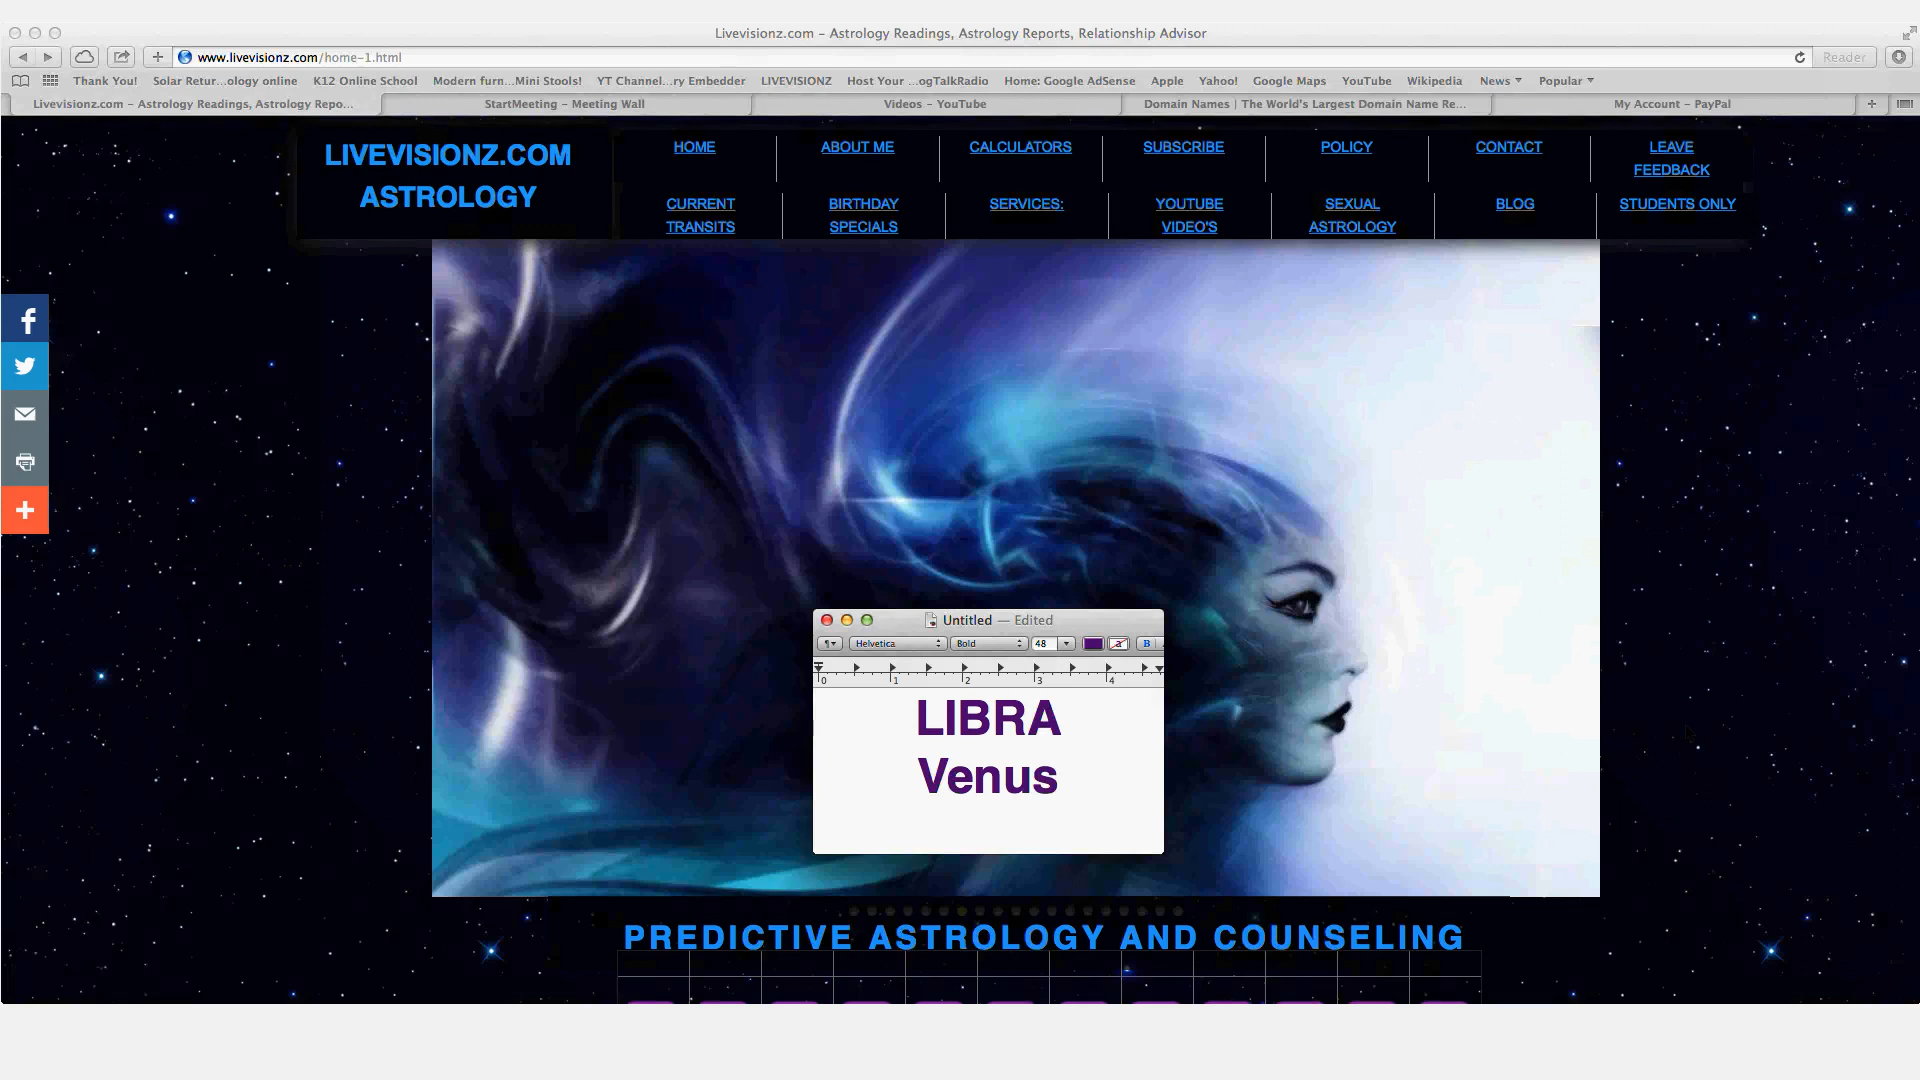 Livevisionz.com – Astrology Readings, Astrology Reports, Relationship Advisor
www.livevisionz.com/home-1.html
Reader
Thank You! Solar Retur...ology online K12 Online School Modern furn...Mini Stools! YT Channel...ry Embedder LIVEVISIONZ Host Your ...ogTalkRadio Home: Google AdSense Apple Yahoo! Google Maps YouTube Wikipedia News Popular
Livevisionz.com – Astrology Readings, Astrology Repo... StartMeeting – Meeting Wall Videos – YouTube Domain Names | The World's Largest Domain Name Re... My Account – PayPal
LIVEVISIONZ.COM
ASTROLOGY
HOME ABOUT ME CALCULATORS SUBSCRIBE POLICY CONTACT LEAVE
FEEDBACK
CURRENT BIRTHDAY SERVICES: YOUTUBE SEXUAL BLOG STUDENTS ONLY
TRANSITS SPECIALS VIDEO'S ASTROLOGY
Untitled — Edited
Helvetica Bold 48 a B
0 1 2 3 4
LIBRA
Venus
PREDICTIVE ASTROLOGY AND COUNSELING